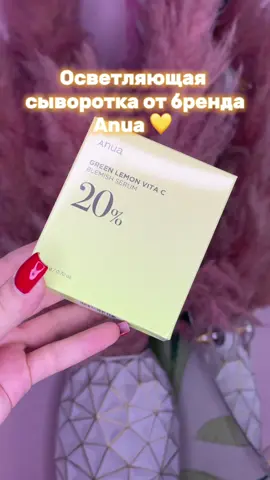 Осветляющая
сыворотка от бренда
Anua 💛
Anua
GREEN LEMON VITA C
BLEMISH SERUM
20%